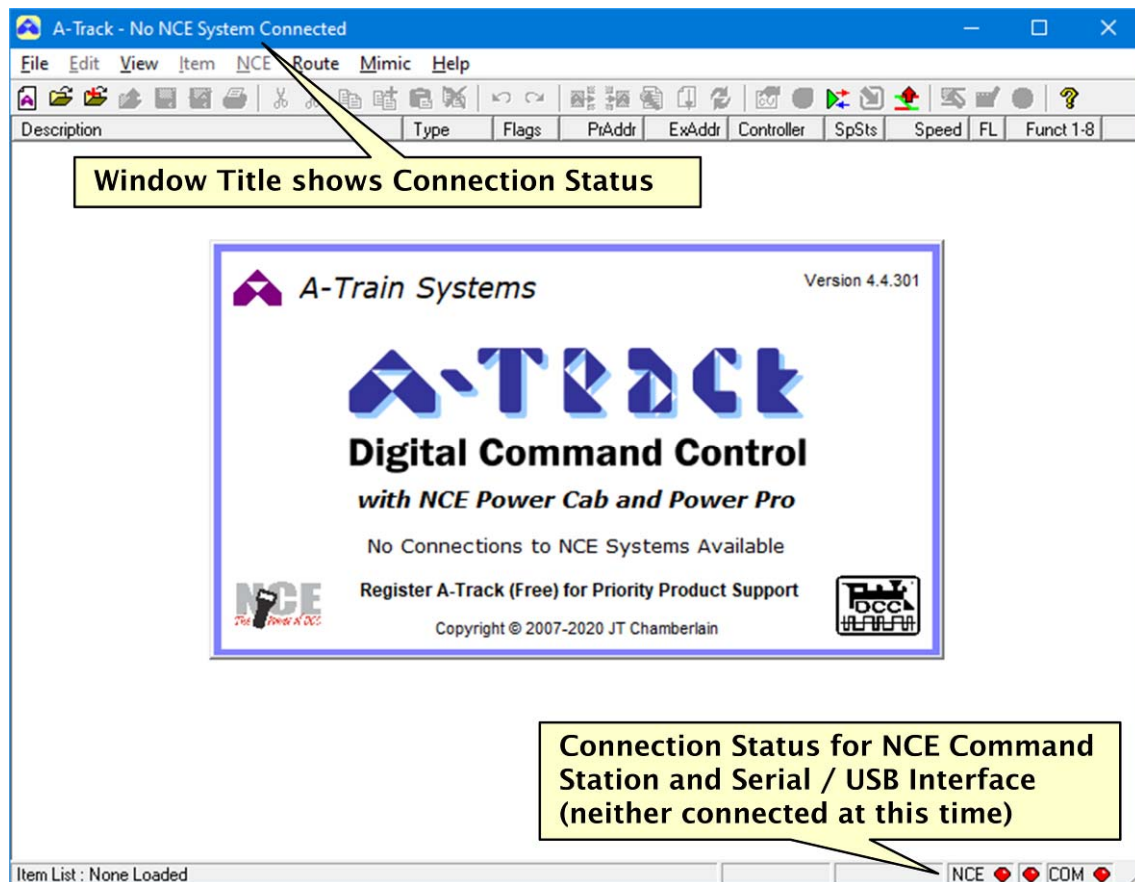 A-Track - No NCE System Connected
File Edit View Item NCE Route Mimic Help
Description Type Flags PrAddr ExAddr Controller SpSts Speed FL Funct 1-8
Window Title shows Connection Status
A-Train Systems
Version 4.4.301
A-TRACK
Digital Command Control
with NCE Power Cab and Power Pro
No Connections to NCE Systems Available
NCE
The Power of DCC
Register A-Track (Free) for Priority Product Support
DCC
Copyright © 2007-2020 JT Chamberlain
Connection Status for NCE Command
Station and Serial / USB Interface
(neither connected at this time)
Item List : None Loaded
NCE COM